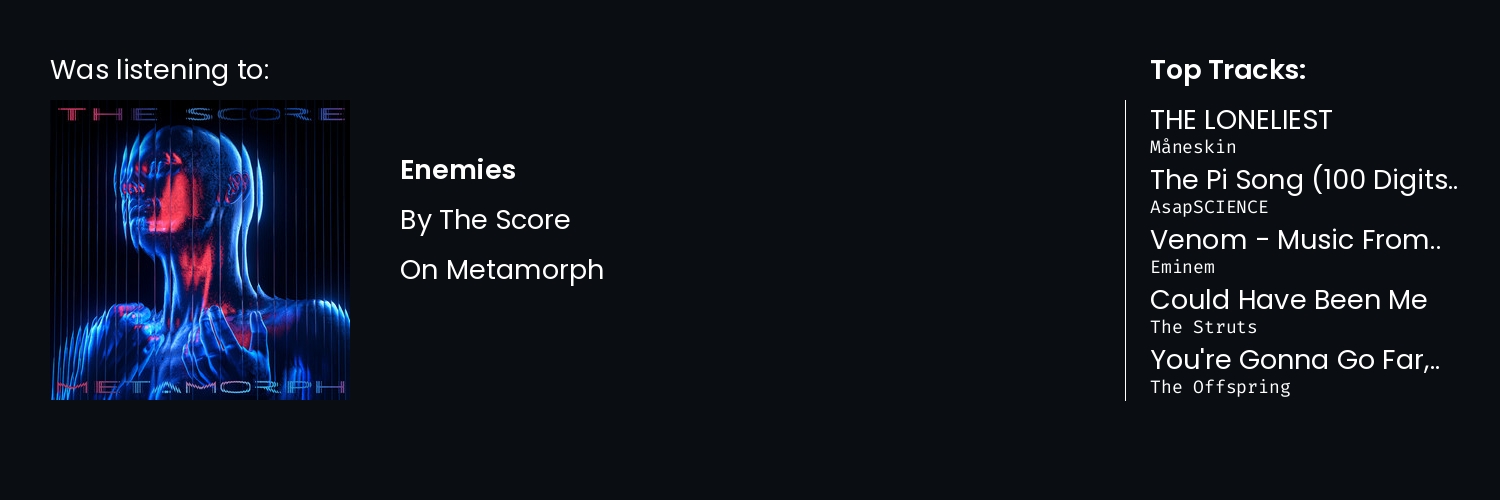 Was listening to:
THE SCORE
METAMORPH
Enemies
By The Score
On Metamorph
Top Tracks:
THE LONELIEST
Måneskin
The Pi Song (100 Digits..
AsapSCIENCE
Venom - Music From..
Eminem
Could Have Been Me
The Struts
You're Gonna Go Far,..
The Offspring